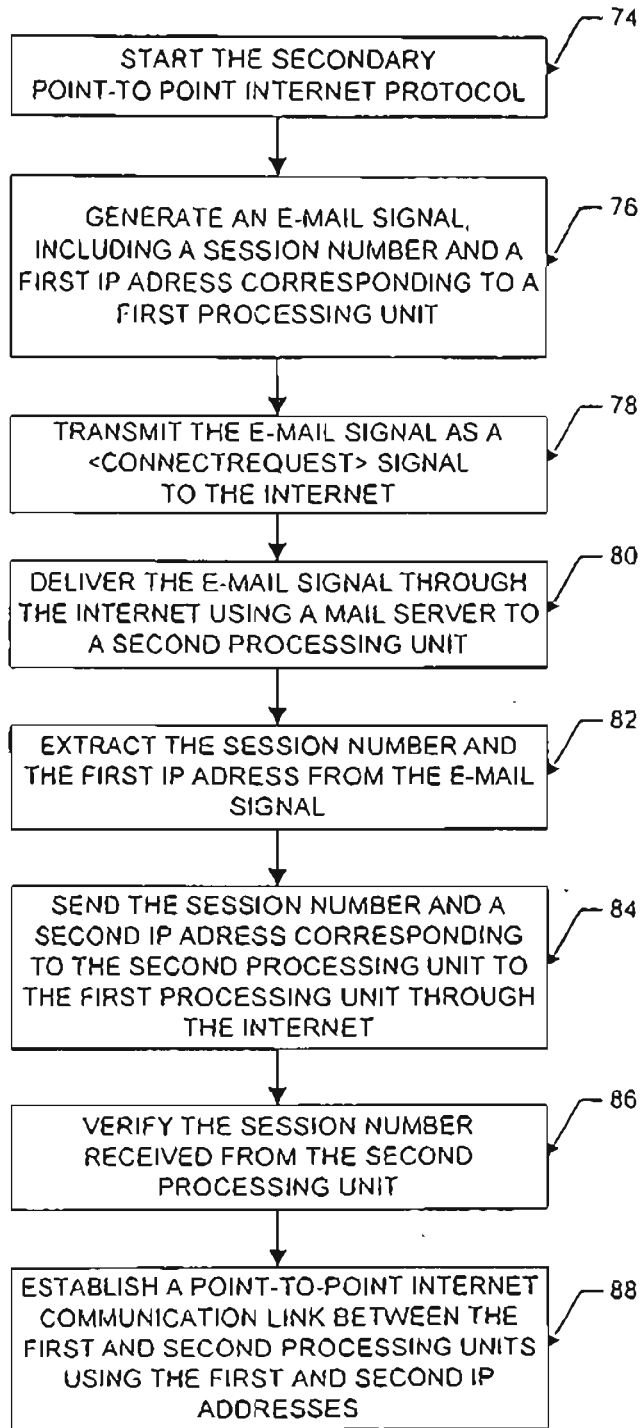 74
START THE SECONDARY
POINT-TO POINT INTERNET PROTOCOL
76
GENERATE AN E-MAIL SIGNAL,
INCLUDING A SESSION NUMBER AND A
FIRST IP ADRESS CORRESPONDING TO A
FIRST PROCESSING UNIT
78
TRANSMIT THE E-MAIL SIGNAL AS A
<CONNECTREQUEST> SIGNAL
TO THE INTERNET
80
DELIVER THE E-MAIL SIGNAL THROUGH
THE INTERNET USING A MAIL SERVER TO
A SECOND PROCESSING UNIT
82
EXTRACT THE SESSION NUMBER AND
THE FIRST IP ADRESS FROM THE E-MAIL
SIGNAL
84
SEND THE SESSION NUMBER AND A
SECOND IP ADRESS CORRESPONDING
TO THE SECOND PROCESSING UNIT TO
THE FIRST PROCESSING UNIT THROUGH
THE INTERNET
86
VERIFY THE SESSION NUMBER
RECEIVED FROM THE SECOND
PROCESSING UNIT
88
ESTABLISH A POINT-TO-POINT INTERNET
COMMUNICATION LINK BETWEEN THE
FIRST AND SECOND PROCESSING UNITS
USING THE FIRST AND SECOND IP
ADDRESSES